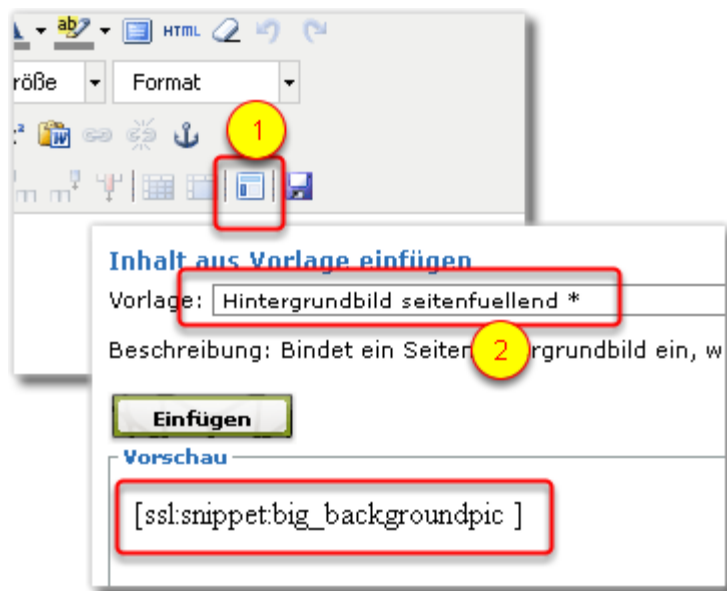 ab
HTML
röße
Format
1
Inhalt aus Vorlage einfügen
Vorlage: Hintergrundbild seitenfuellend *
2
Beschreibung: Bindet ein Seiten rgrundbild ein, w
Einfügen
Vorschau
[ssl:snippet:big_backgroundpic ]